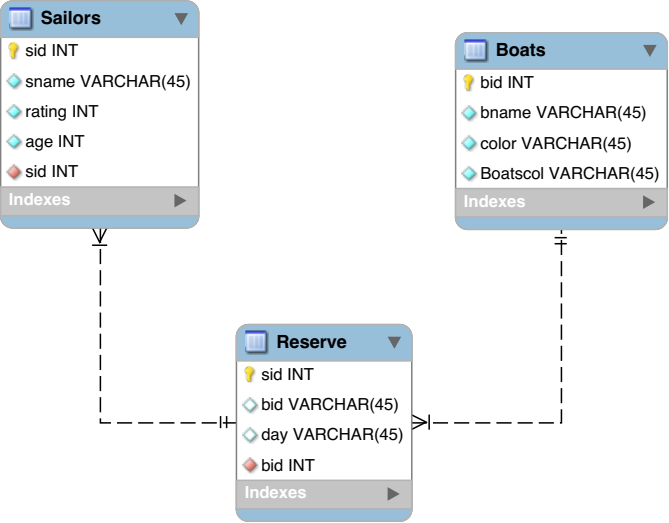 Sailors
sid INT
sname VARCHAR(45)
rating INT
age INT
sid INT
Indexes
Boats
bid INT
bname VARCHAR(45)
color VARCHAR(45)
Boatscol VARCHAR(45)
Indexes
Reserve
sid INT
bid VARCHAR(45)
day VARCHAR(45)
bid INT
Indexes